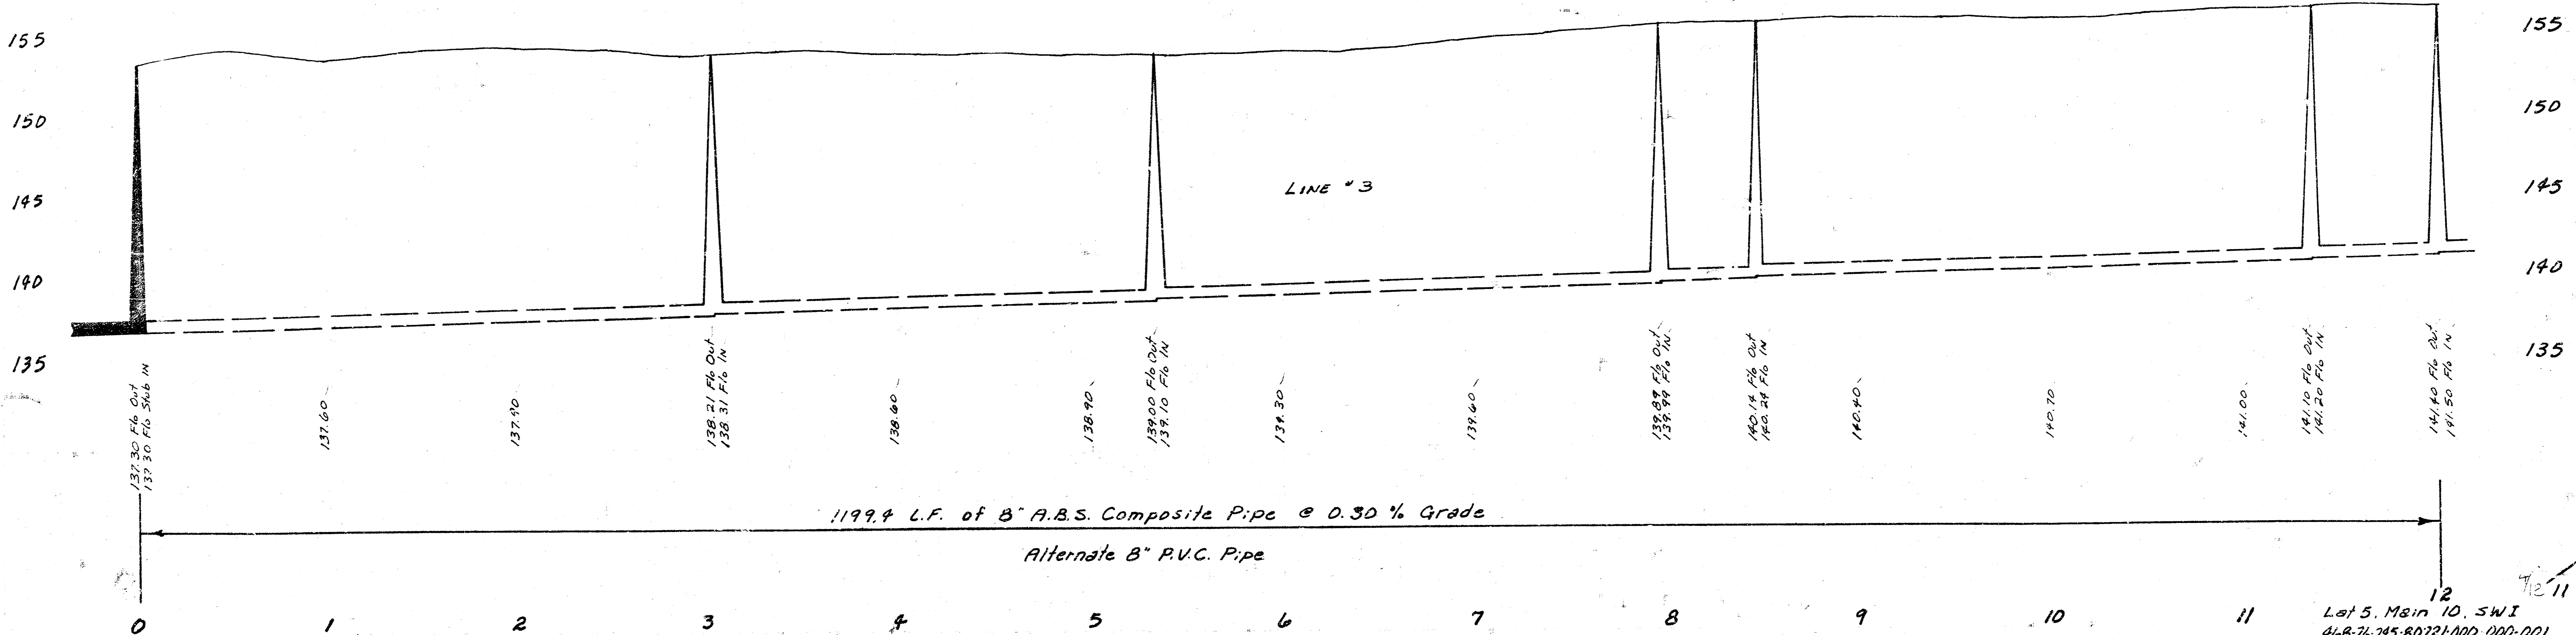 155
150
145
140
135
155
150
145
140
135
LINE #3
137.30 Flo Out
137.30 Flo Stub IN
137.60
137.90
138.21 Flo Out
138.31 Flo IN
138.60
138.90
139.00 Flo Out
139.10 Flo IN
139.30
139.60
139.89 Flo Out
139.99 Flo IN
140.14 Flo Out
140.24 Flo IN
140.40
140.70
141.00
141.10 Flo Out
141.20 Flo IN
141.40 Flo Out
141.50 Flo IN
1199.4 L.F. of 8" A.B.S. Composite Pipe @ 0.30 % Grade
Alternate 8" P.V.C. Pipe
0 1 2 3 4 5 6 7 8 9 10 11 12
11
Lat 5, Main 10, SWI